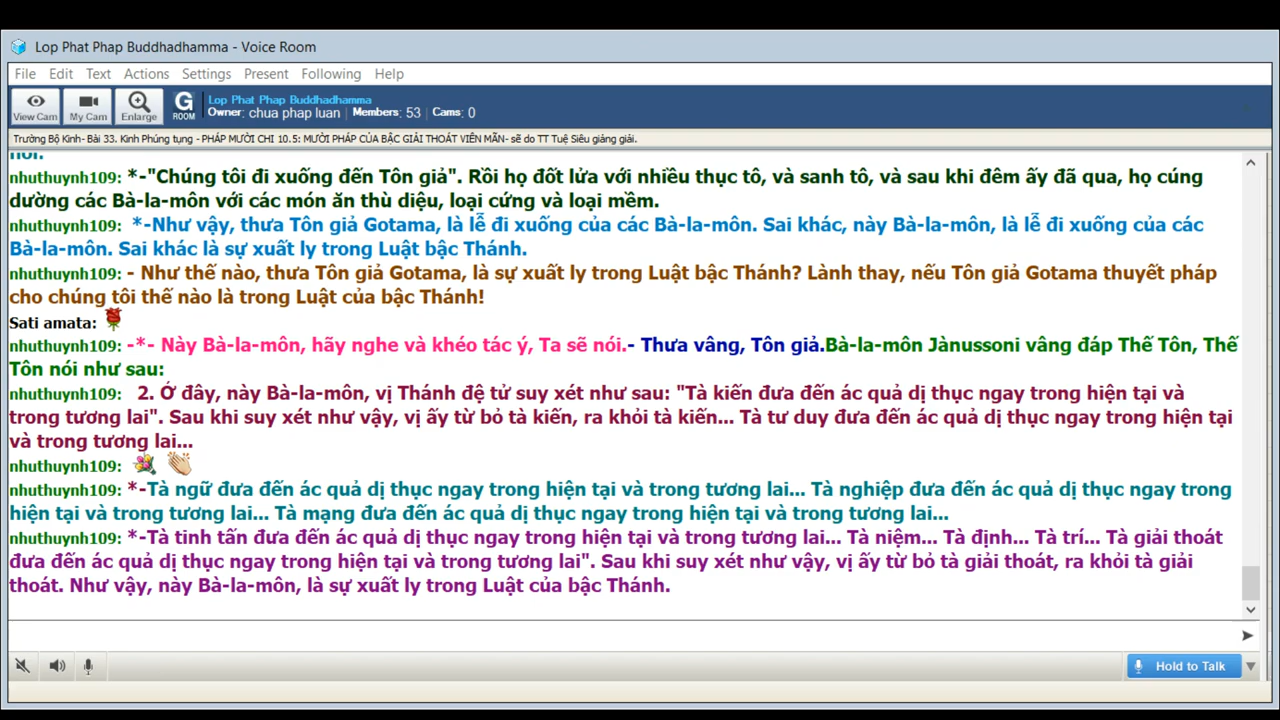 Lop Phat Phap Buddhadhamma - Voice Room
File Edit Text Actions Settings Present Following Help
View Cam My Cam Enlarge G ROOM Lop Phat Phap Buddhadhamma
Owner: chua phap luan | Members: 53 | Cams: 0
Trường Bộ Kinh- Bài 33. Kinh Phúng tụng - PHÁP MƯỜI CHI 10.5: MƯỜI PHÁP CỦA BẬC GIẢI THOÁT VIÊN MÃN- sẽ do TT Tuệ Siêu giảng giải.
nói.
nhuthuynh109: *-"Chúng tôi đi xuống đến Tôn giả". Rồi họ đốt lửa với nhiều thục tô, và sanh tô, và sau khi đêm ấy đã qua, họ cúng
dường các Bà-la-môn với các món ăn thù diệu, loại cứng và loại mềm.
nhuthuynh109: *-Như vậy, thưa Tôn giả Gotama, là lễ đi xuống của các Bà-la-môn. Sai khác, này Bà-la-môn, là lễ đi xuống của các
Bà-la-môn. Sai khác là sự xuất ly trong Luật bậc Thánh.
nhuthuynh109: - Như thế nào, thưa Tôn giả Gotama, là sự xuất ly trong Luật bậc Thánh? Lành thay, nếu Tôn giả Gotama thuyết pháp
cho chúng tôi thế nào là trong Luật của bậc Thánh!
Sati amata:
nhuthuynh109: -*- Này Bà-la-môn, hãy nghe và khéo tác ý, Ta sẽ nói.- Thưa vâng, Tôn giả.Bà-la-môn Jànussoni vâng đáp Thế Tôn, Thế
Tôn nói như sau:
nhuthuynh109: 2. Ở đây, này Bà-la-môn, vị Thánh đệ tử suy xét như sau: "Tà kiến đưa đến ác quả dị thục ngay trong hiện tại và
trong tương lai". Sau khi suy xét như vậy, vị ấy từ bỏ tà kiến, ra khỏi tà kiến... Tà tư duy đưa đến ác quả dị thục ngay trong hiện tại
và trong tương lai...
nhuthuynh109:
nhuthuynh109: *-Tà ngữ đưa đến ác quả dị thục ngay trong hiện tại và trong tương lai... Tà nghiệp đưa đến ác quả dị thục ngay trong
hiện tại và trong tương lai... Tà mạng đưa đến ác quả dị thục ngay trong hiện tại và trong tương lai...
nhuthuynh109: *-Tà tinh tấn đưa đến ác quả dị thục ngay trong hiện tại và trong tương lai... Tà niệm... Tà định... Tà trí... Tà giải thoát
đưa đến ác quả dị thục ngay trong hiện tại và trong tương lai". Sau khi suy xét như vậy, vị ấy từ bỏ tà giải thoát, ra khỏi tà giải
thoát. Như vậy, này Bà-la-môn, là sự xuất ly trong Luật của bậc Thánh.
Hold to Talk